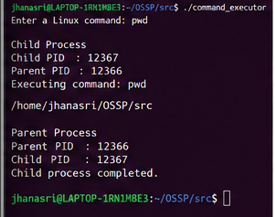 jhanasri@LAPTOP-1RN1MBE3:~/OSSP/src$ ./command_executor
Enter a Linux command: pwd
Child Process
Child PID  : 12367
Parent PID : 12366
Executing command: pwd
/home/jhanasri/OSSP/src
Parent Process
Parent PID  : 12366
Child  PID  : 12367
Child process completed.
jhanasri@LAPTOP-1RN1MBE3:~/OSSP/src$